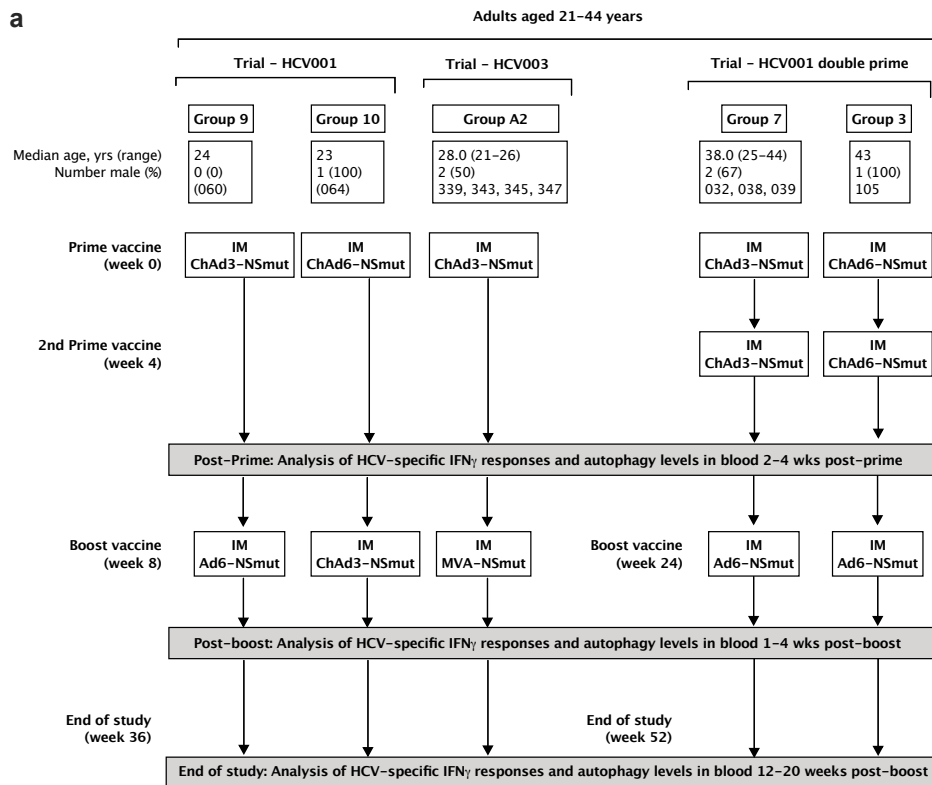 a
Adults aged 21–44 years
Trial – HCV001
Trial – HCV003
Trial – HCV001 double prime
Group 9
Group 10
Group A2
Group 7
Group 3
Median age, yrs (range)
Number male (%)
24
0 (0)
(060)
23
1 (100)
(064)
28.0 (21–26)
2 (50)
339, 343, 345, 347
38.0 (25–44)
2 (67)
032, 038, 039
43
1 (100)
105
Prime vaccine
(week 0)
IM
ChAd3–NSmut
IM
ChAd6–NSmut
IM
ChAd3–NSmut
IM
ChAd3–NSmut
IM
ChAd6–NSmut
2nd Prime vaccine
(week 4)
IM
ChAd3–NSmut
IM
ChAd6–NSmut
Post–Prime: Analysis of HCV–specific IFNγ responses and autophagy levels in blood 2–4 wks post–prime
Boost vaccine
(week 8)
IM
Ad6–NSmut
IM
ChAd3–NSmut
IM
MVA–NSmut
Boost vaccine
(week 24)
IM
Ad6–NSmut
IM
Ad6–NSmut
Post–boost: Analysis of HCV–specific IFNγ responses and autophagy levels in blood 1–4 wks post–boost
End of study
(week 36)
End of study
(week 52)
End of study: Analysis of HCV–specific IFNγ responses and autophagy levels in blood 12–20 weeks post–boost